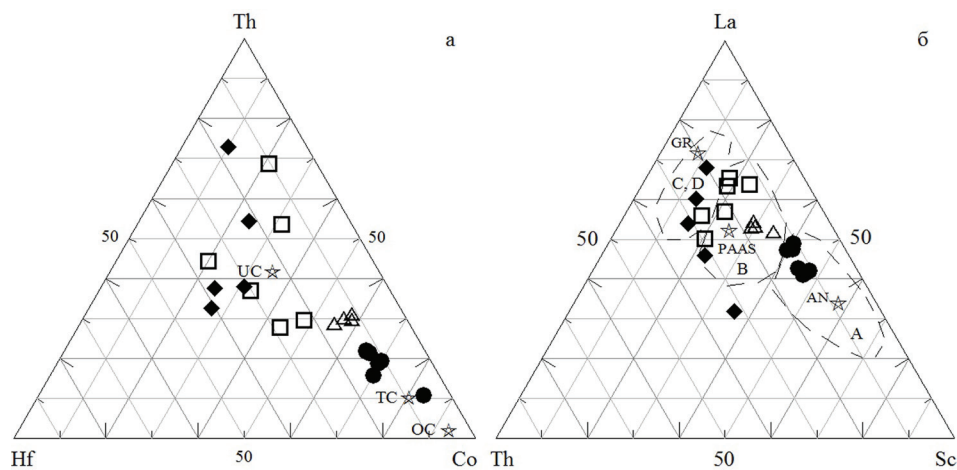 Th
а
50
50
UC
TC
OC
Hf
50
Co
La
б
GR
C, D
50
50
PAAS
B
AN
A
Th
50
Sc